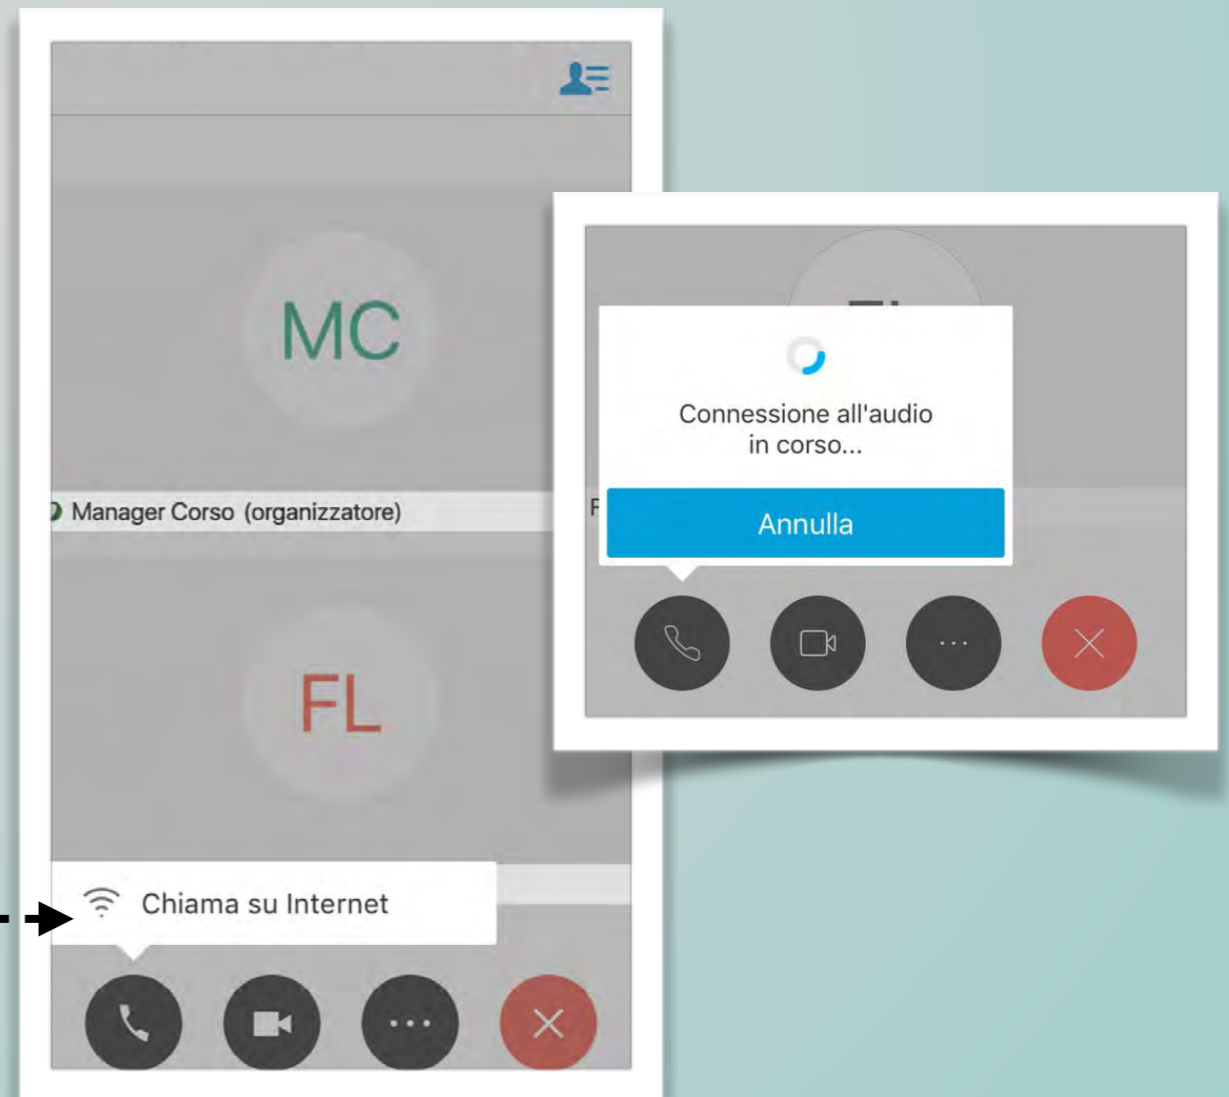 MC
Manager Corso (organizzatore)
FL
Chiama su Internet
Connessione all'audio
in corso...
Annulla